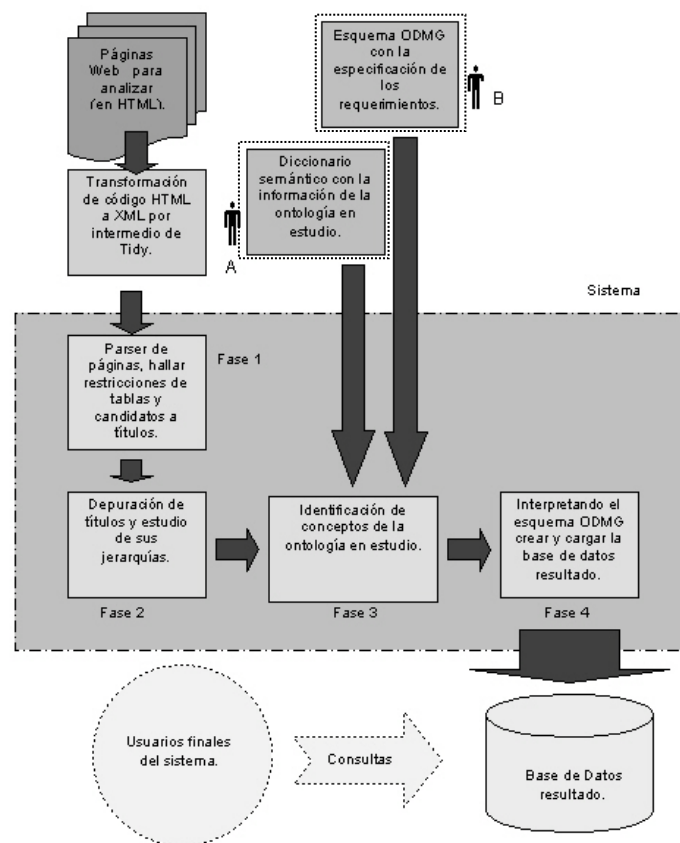 Páginas
Web para
analizar
(en HTML).
Esquema ODMG
con la
especificación de
los
requerimientos.
B
Transformación
de código HTML
a XML por
intermedio de
Tidy.
Diccionario
semántico con la
información de la
ontología en
estudio.
A
Sistema
Parser de
páginas, hallar
restricciones de
tablas y
candidatos a
títulos.
Fase 1
Depuración de
títulos y estudio
de sus
jerarquías.
Fase 2
Identificación de
conceptos de la
ontología en estudio.
Fase 3
Interpretando el
esquema ODMG
crear y cargar la
base de datos
resultado.
Fase 4
Usuarios finales
del sistema.
Consultas
Base de Datos
resultado.